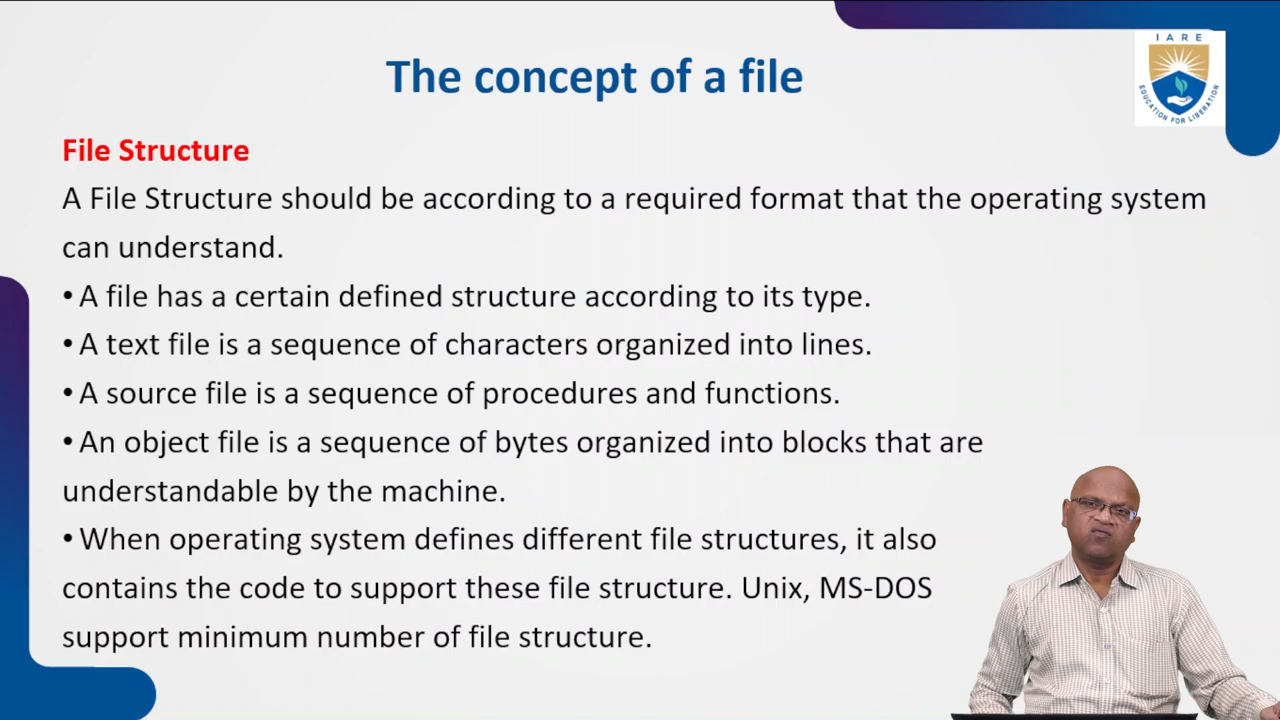 The concept of a file
I A R E
EDUCATION FOR LIBERATION
File Structure
A File Structure should be according to a required format that the operating system
can understand.
• A file has a certain defined structure according to its type.
• A text file is a sequence of characters organized into lines.
• A source file is a sequence of procedures and functions.
• An object file is a sequence of bytes organized into blocks that are
understandable by the machine.
• When operating system defines different file structures, it also
contains the code to support these file structure. Unix, MS-DOS
support minimum number of file structure.